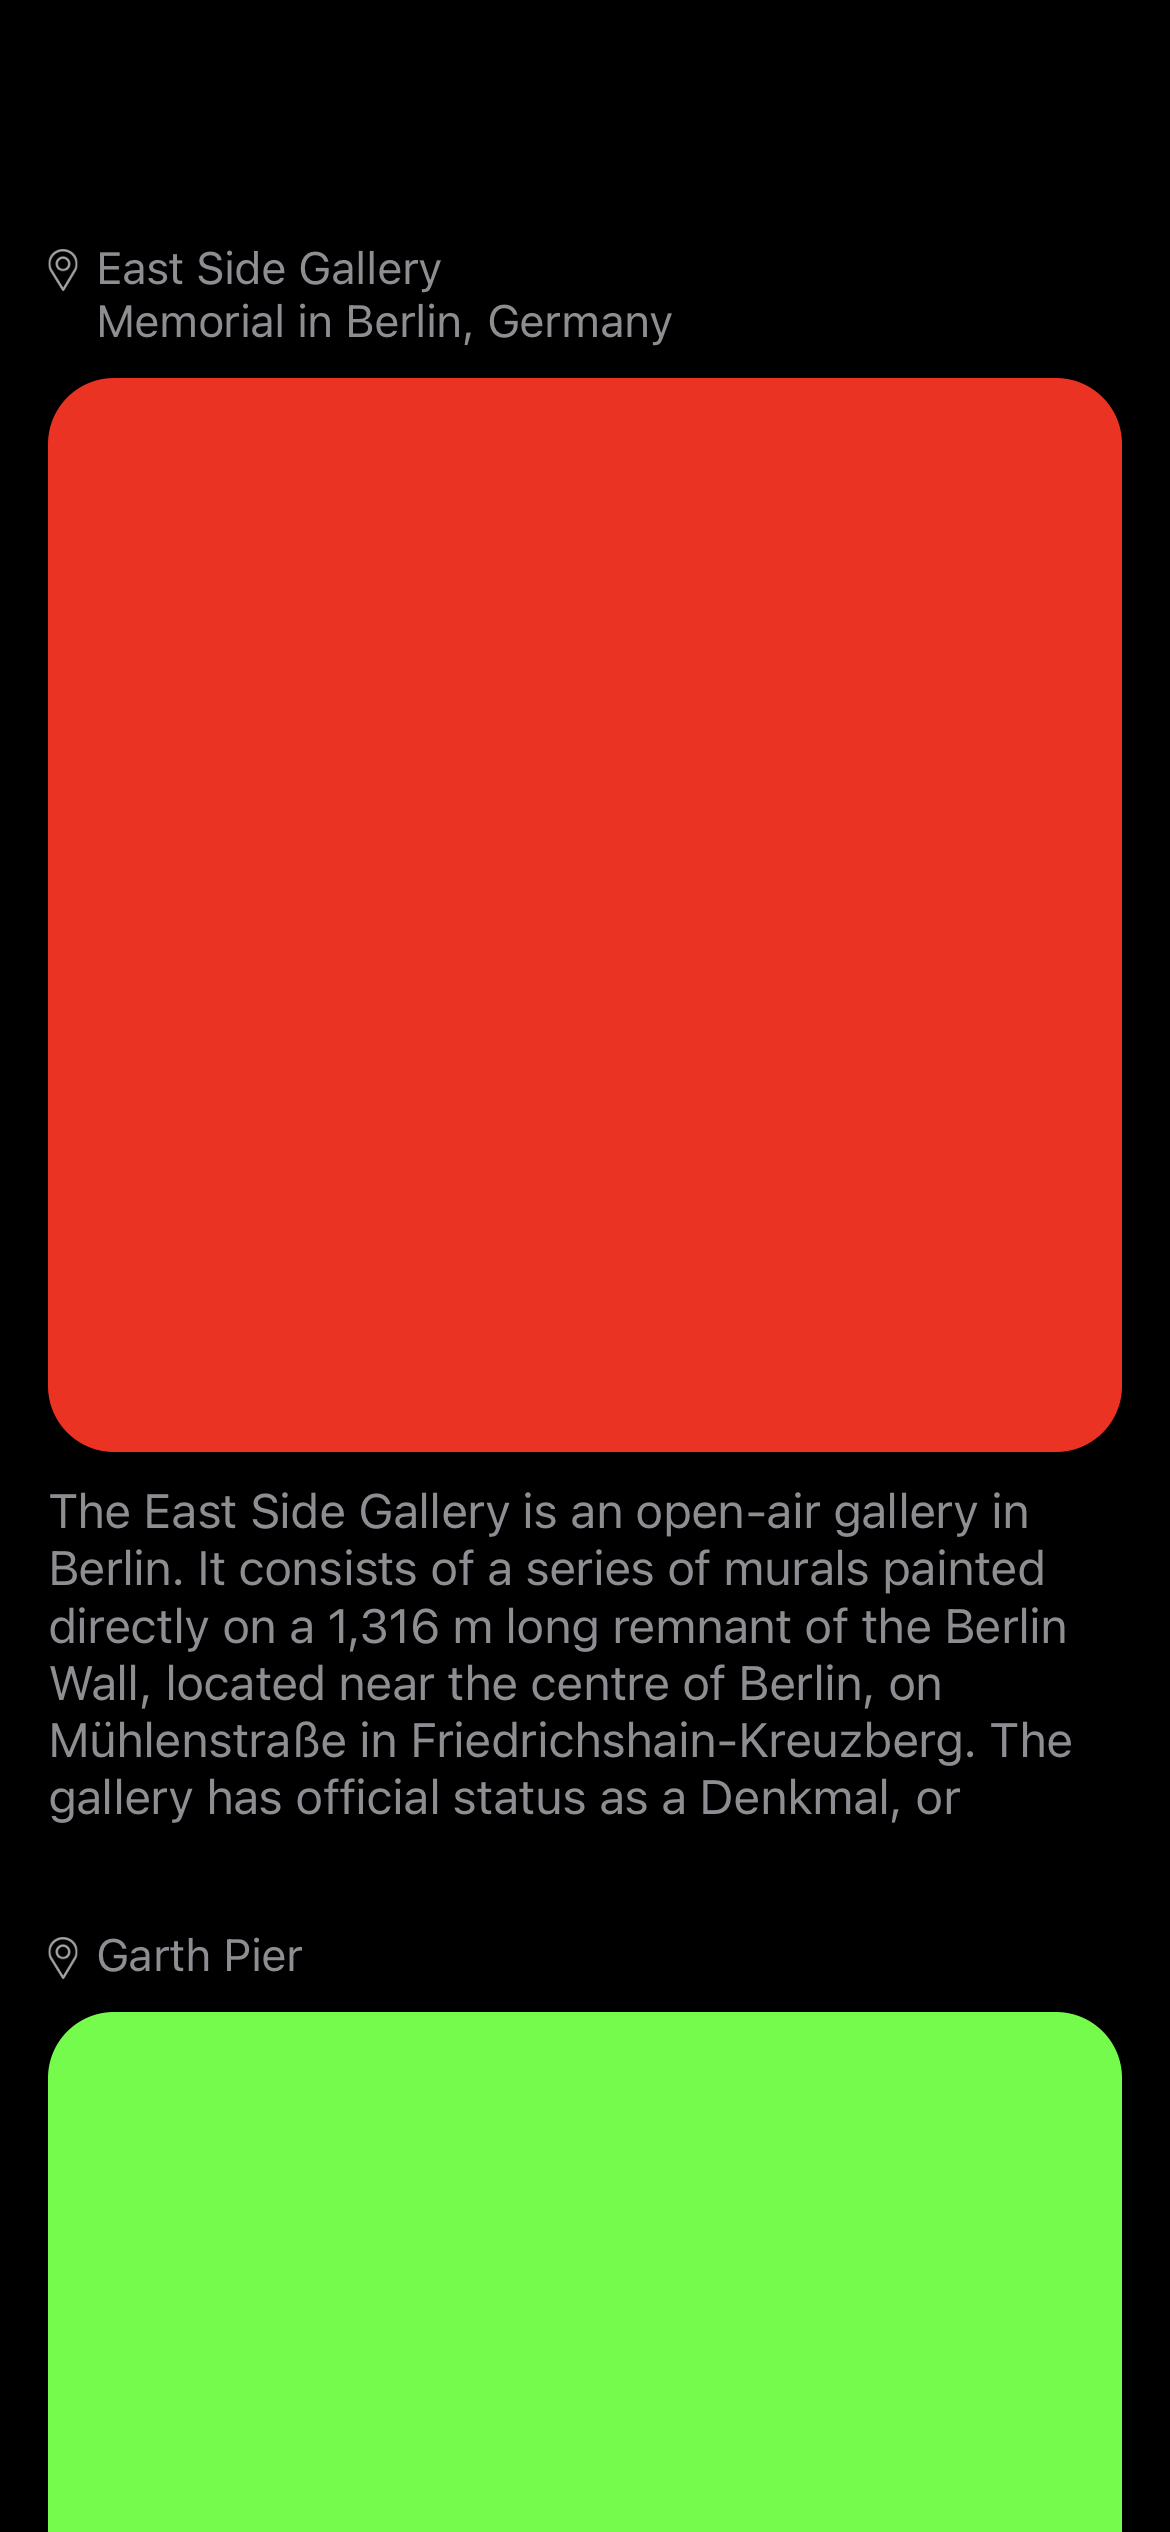 East Side Gallery
Memorial in Berlin, Germany
The East Side Gallery is an open-air gallery in
Berlin. It consists of a series of murals painted
directly on a 1,316 m long remnant of the Berlin
Wall, located near the centre of Berlin, on
Mühlenstraße in Friedrichshain-Kreuzberg. The
gallery has official status as a Denkmal, or
Garth Pier